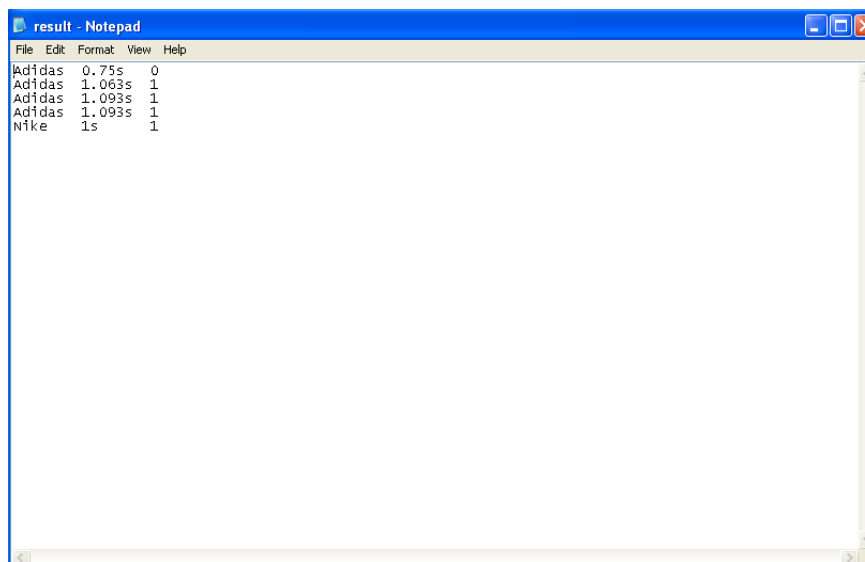 result - Notepad
File Edit Format View Help
Adidas 0.75s 0
Adidas 1.063s 1
Adidas 1.093s 1
Adidas 1.093s 1
Nike 1s 1